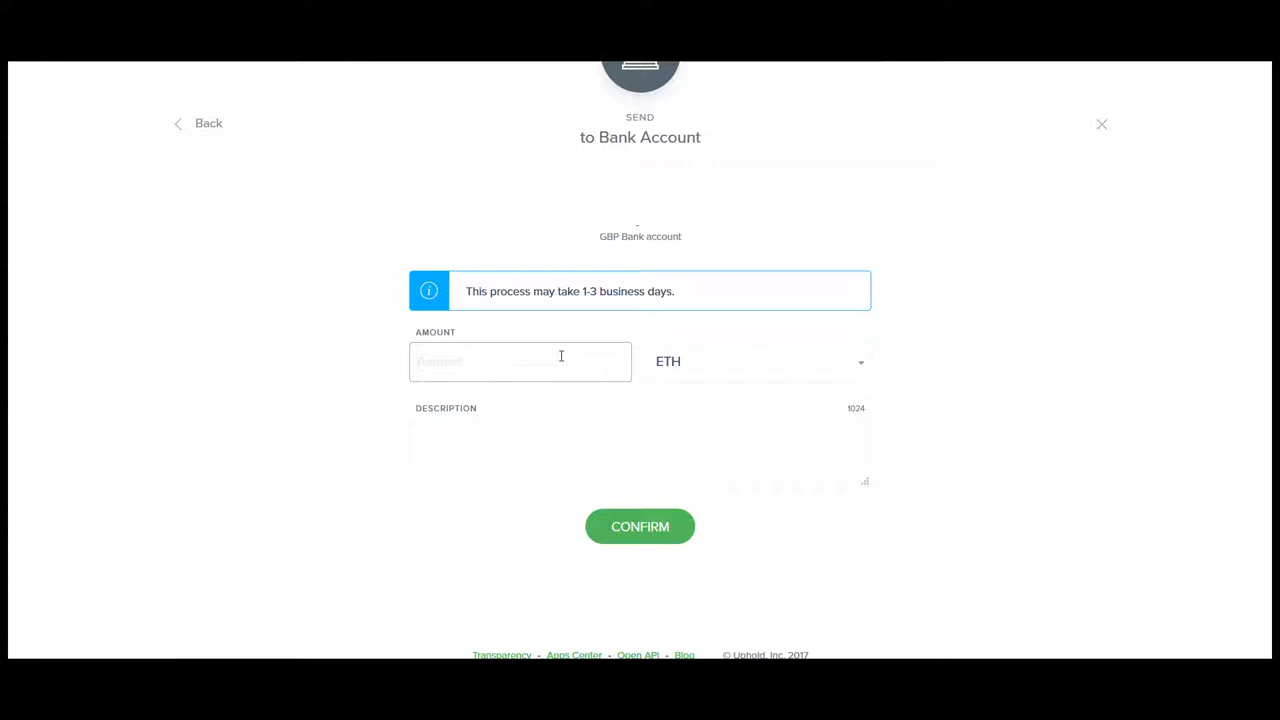 Back
SEND
to Bank Account
-
GBP Bank account
This process may take 1-3 business days.
AMOUNT
Amount
ETH
DESCRIPTION
1024
CONFIRM
Transparency • Apps Center • Open API • Blog © Uphold, Inc. 2017